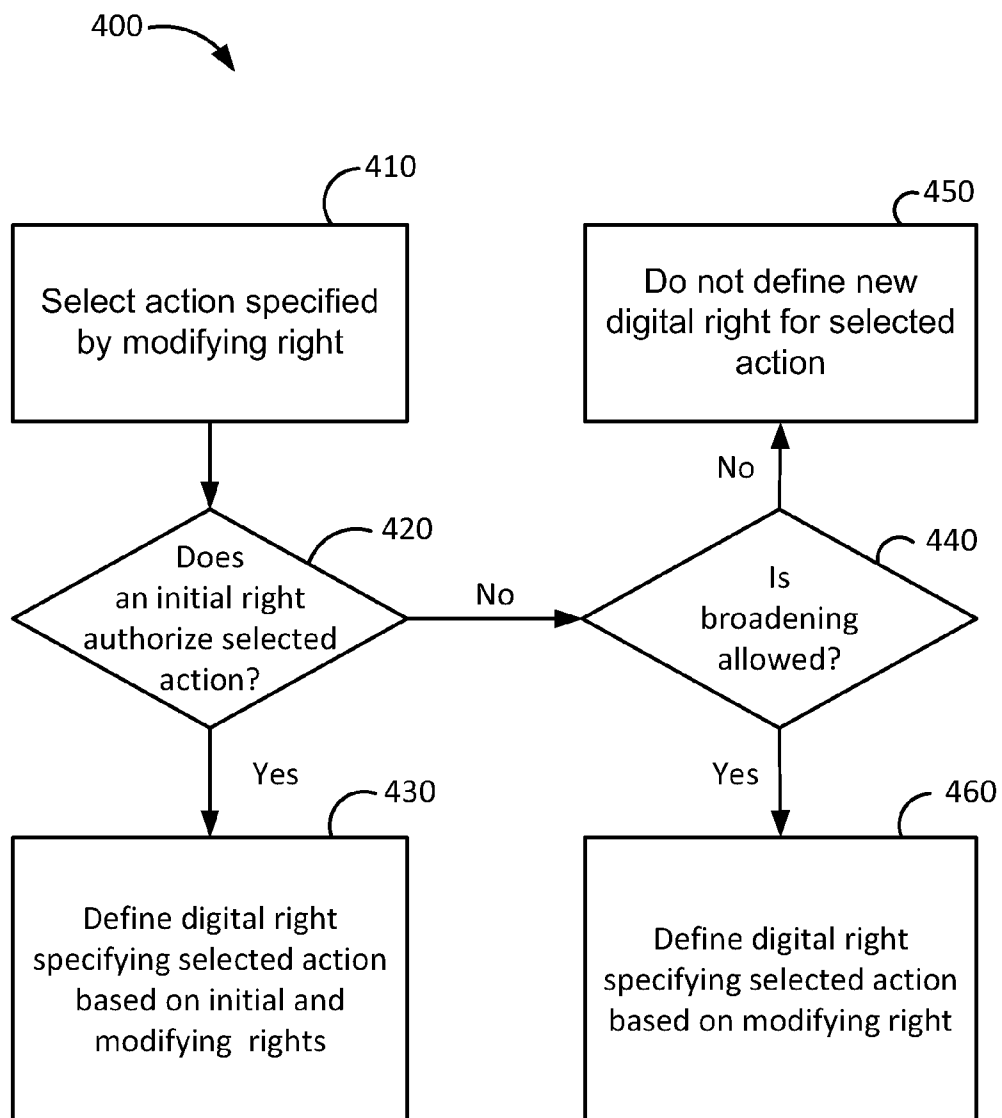 400
410
Select action specified
by modifying right
450
Do not define new
digital right for selected
action
No
420
Does
an initial right
authorize selected
action?
No
440
Is
broadening
allowed?
Yes
430
Define digital right
specifying selected action
based on initial and
modifying rights
Yes
460
Define digital right
specifying selected action
based on modifying right